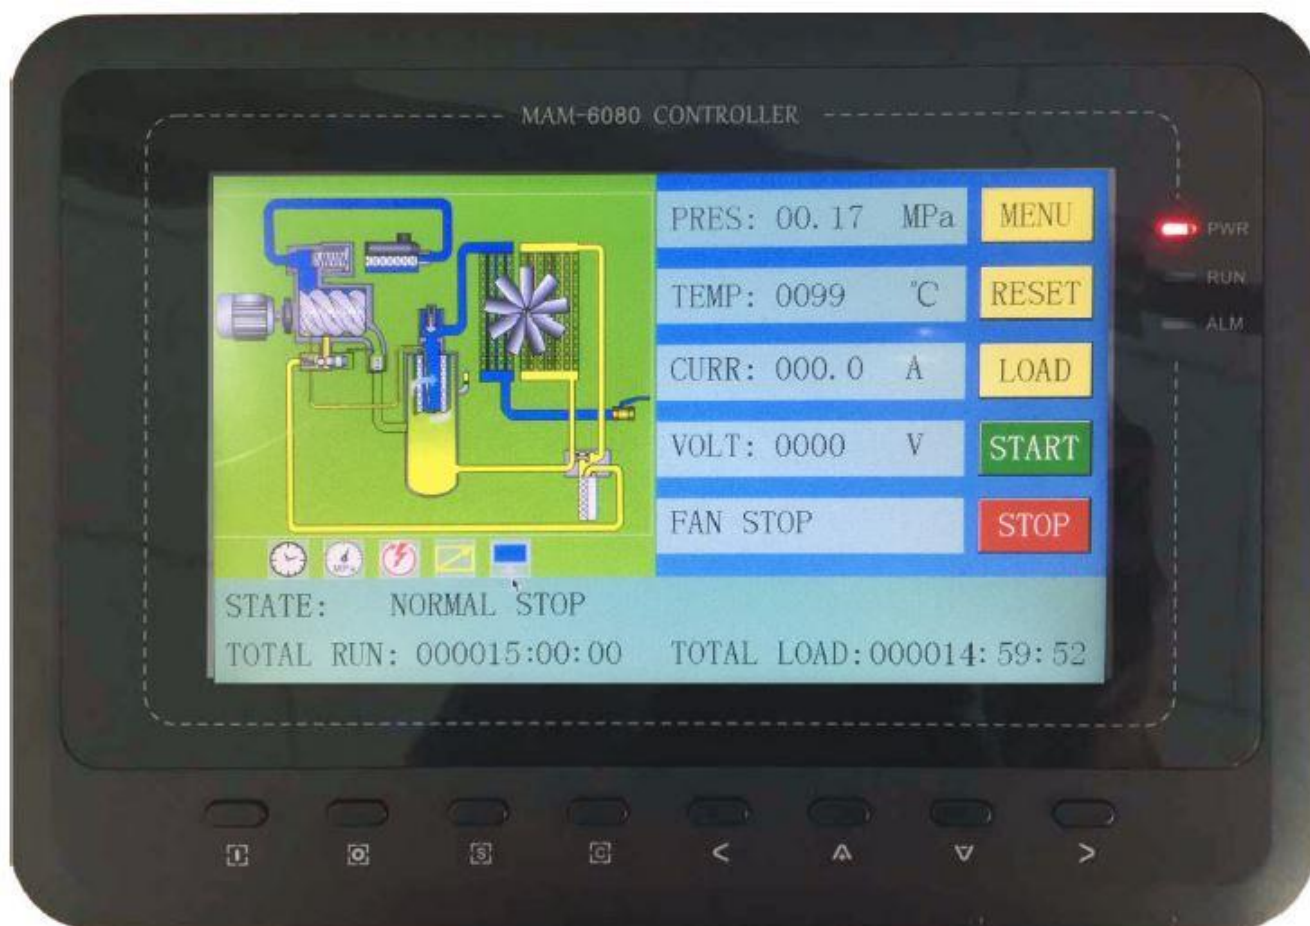 MAM-6080 CONTROLLER
PRES: 00.17 MPa MENU
TEMP: 0099 ℃ RESET
CURR: 000.0 A LOAD
VOLT: 0000 V START
FAN STOP STOP
PWR
RUN
ALM
MPa
STATE: NORMAL STOP
TOTAL RUN: 000015:00:00 TOTAL LOAD:000014:59:52
I O S C < >